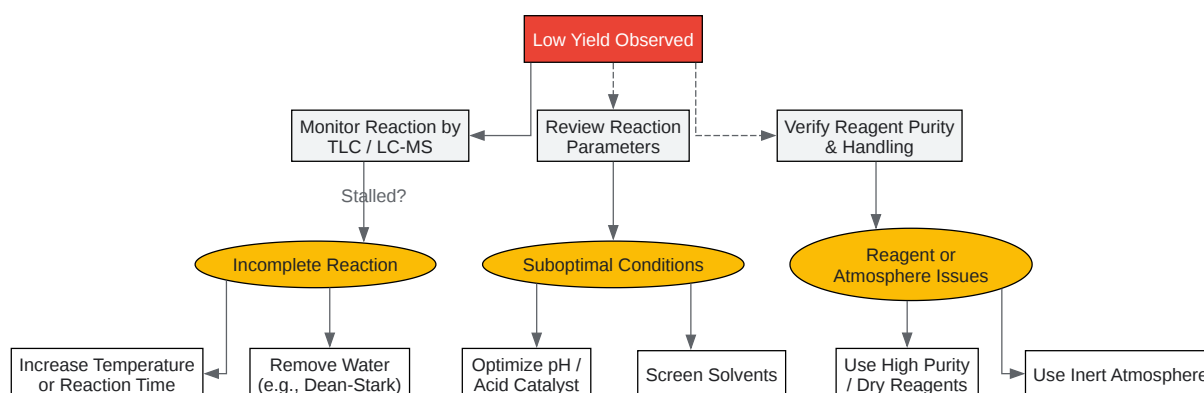 Low Yield Observed
Monitor Reaction by
TLC / LC-MS
Review Reaction
Parameters
Verify Reagent Purity
& Handling
Stalled?
Incomplete Reaction
Suboptimal Conditions
Reagent or
Atmosphere Issues
Increase Temperature
or Reaction Time
Remove Water
(e.g., Dean-Stark)
Optimize pH /
Acid Catalyst
Screen Solvents
Use High Purity
/ Dry Reagents
Use Inert Atmosphere